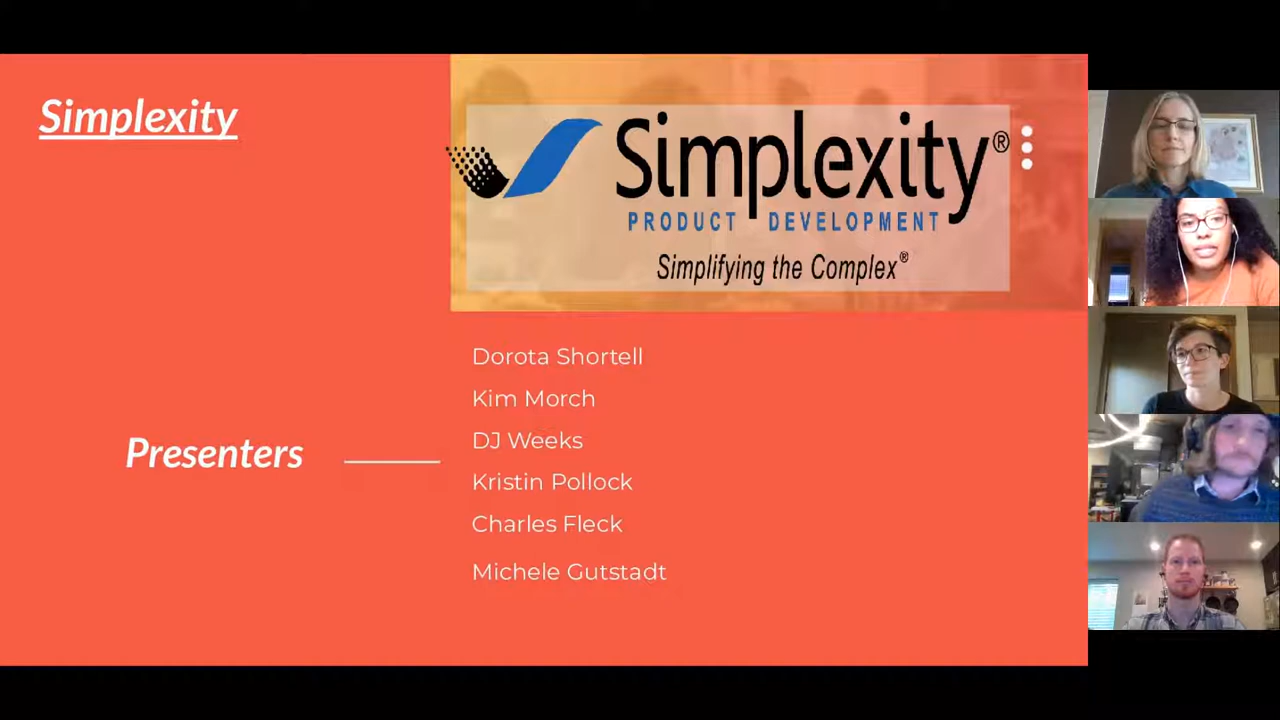 Simplexity
Simplexity®
PRODUCT DEVELOPMENT
Simplifying the Complex®
Presenters
Dorota Shortell
Kim Morch
DJ Weeks
Kristin Pollock
Charles Fleck
Michele Gutstadt